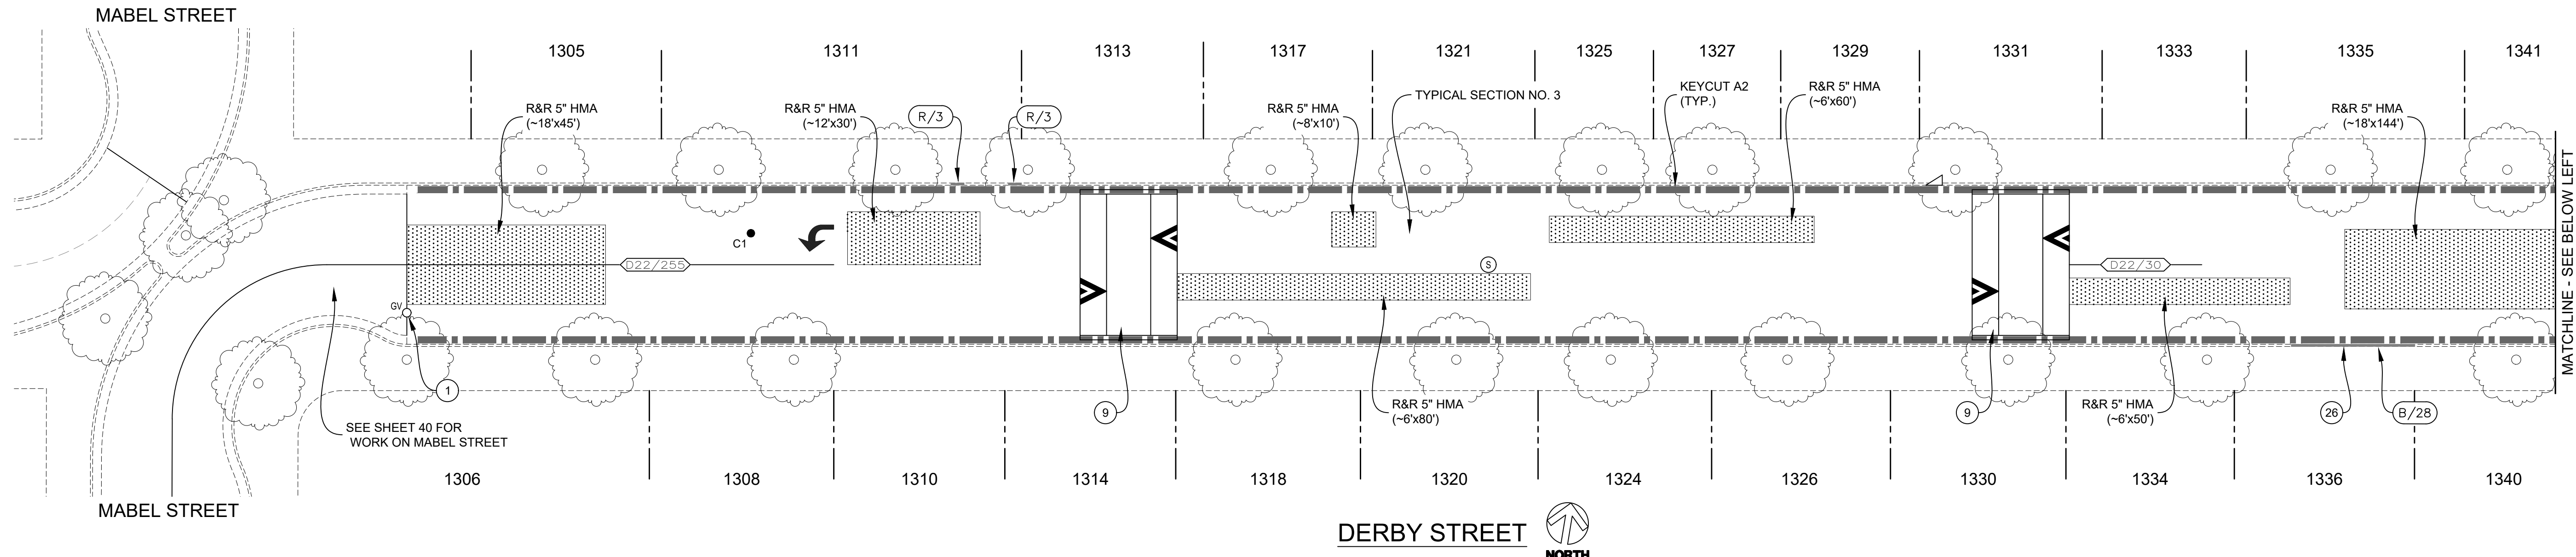 MABEL STREET
1305
1311
1313
1317
1321
1325
1327
1329
1331
1333
1335
1341
R&R 5" HMA
(~18'x45')
R&R 5" HMA
(~12'x30')
R/3
R/3
R&R 5" HMA
(~8'x10')
TYPICAL SECTION NO. 3
KEYCUT A2
(TYP.)
R&R 5" HMA
(~6'x60')
R&R 5" HMA
(~18'x144')
MATCHLINE - SEE BELOW LEFT
C1
D22/255
S
D22/30
GV
1
SEE SHEET 40 FOR
WORK ON MABEL STREET
9
R&R 5" HMA
(~6'x80')
9
R&R 5" HMA
(~6'x50')
26
B/28
1306
1308
1310
1314
1318
1320
1324
1326
1330
1334
1336
1340
MABEL STREET
DERBY STREET
NORTH